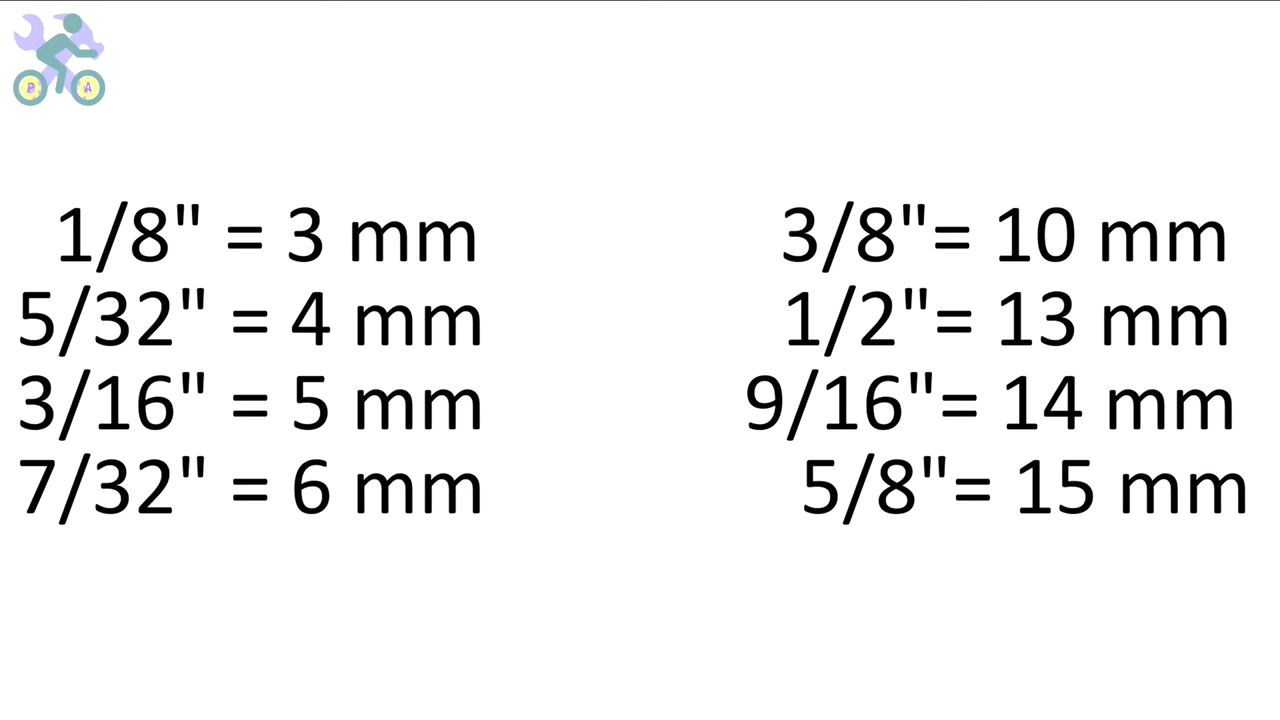 P A
1/8" = 3 mm
5/32" = 4 mm
3/16" = 5 mm
7/32" = 6 mm
3/8"= 10 mm
1/2"= 13 mm
9/16"= 14 mm
5/8"= 15 mm